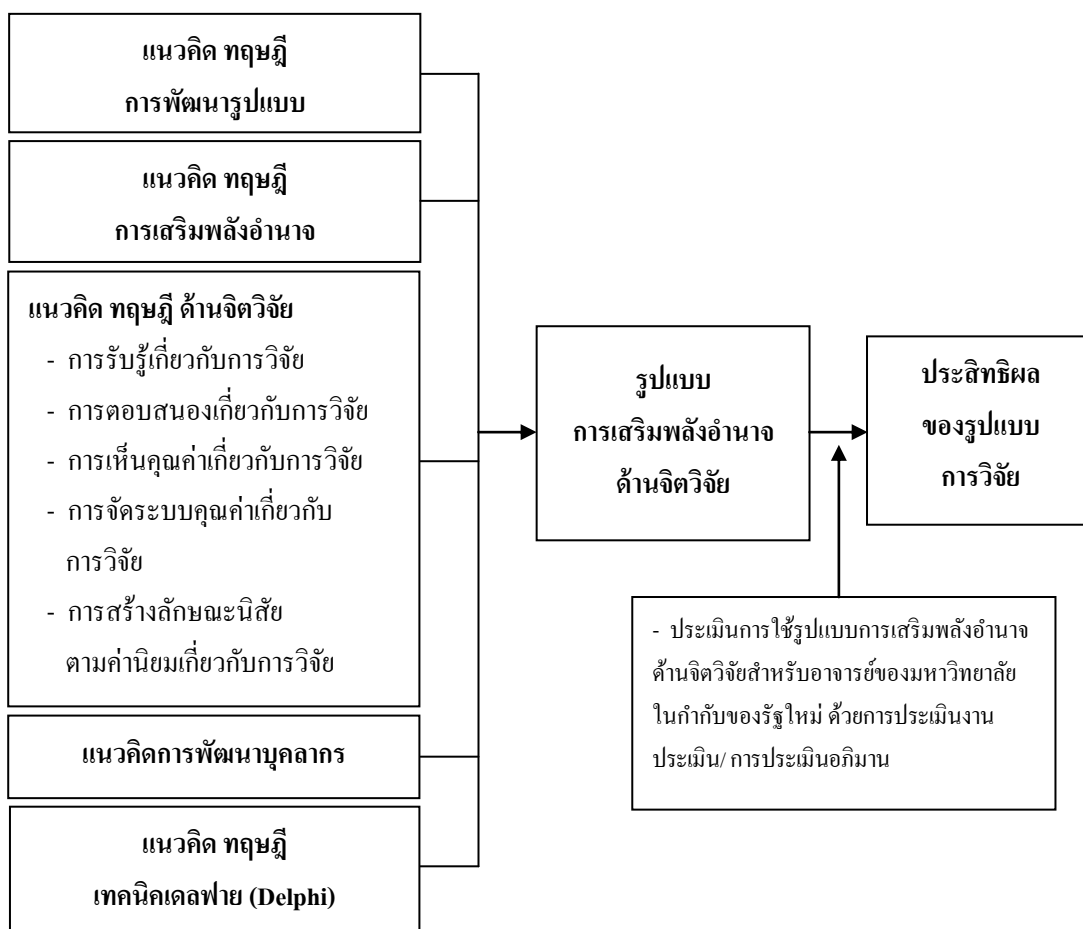 แนวคิด ทฤษฎี
การพัฒนารูปแบบ
แนวคิด ทฤษฎี
การเสริมพลังอำนาจ
แนวคิด ทฤษฎี ด้านจิตวิจัย
- การรับรู้เกี่ยวกับการวิจัย
- การตอบสนองเกี่ยวกับการวิจัย
- การเห็นคุณค่าเกี่ยวกับการวิจัย
- การจัดระบบคุณค่าเกี่ยวกับ
การวิจัย
- การสร้างลักษณะนิสัย
ตามค่านิยมเกี่ยวกับการวิจัย
แนวคิดการพัฒนาบุคลากร
แนวคิด ทฤษฎี
เทคนิคเดลฟาย (Delphi)
รูปแบบ
การเสริมพลังอำนาจ
ด้านจิตวิจัย
ประสิทธิผล
ของรูปแบบ
การวิจัย
- ประเมินการใช้รูปแบบการเสริมพลังอำนาจ
ด้านจิตวิจัยสำหรับอาจารย์ของมหาวิทยาลัย
ในกำกับของรัฐใหม่ ด้วยการประเมินงาน
ประเมิน/ การประเมินอภิมาน